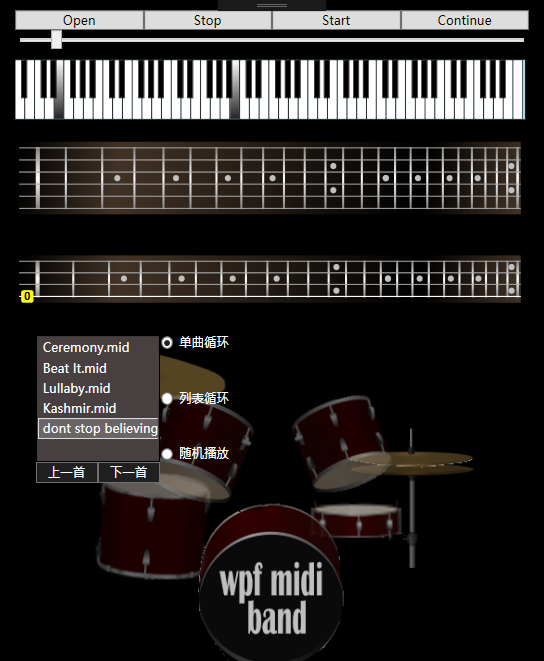 Open Stop Start Continue
0
Ceremony.mid
Beat It.mid
Lullaby.mid
Kashmir.mid
dont stop believing
上一首 下一首
单曲循环
列表循环
随机播放
wpf midi
band